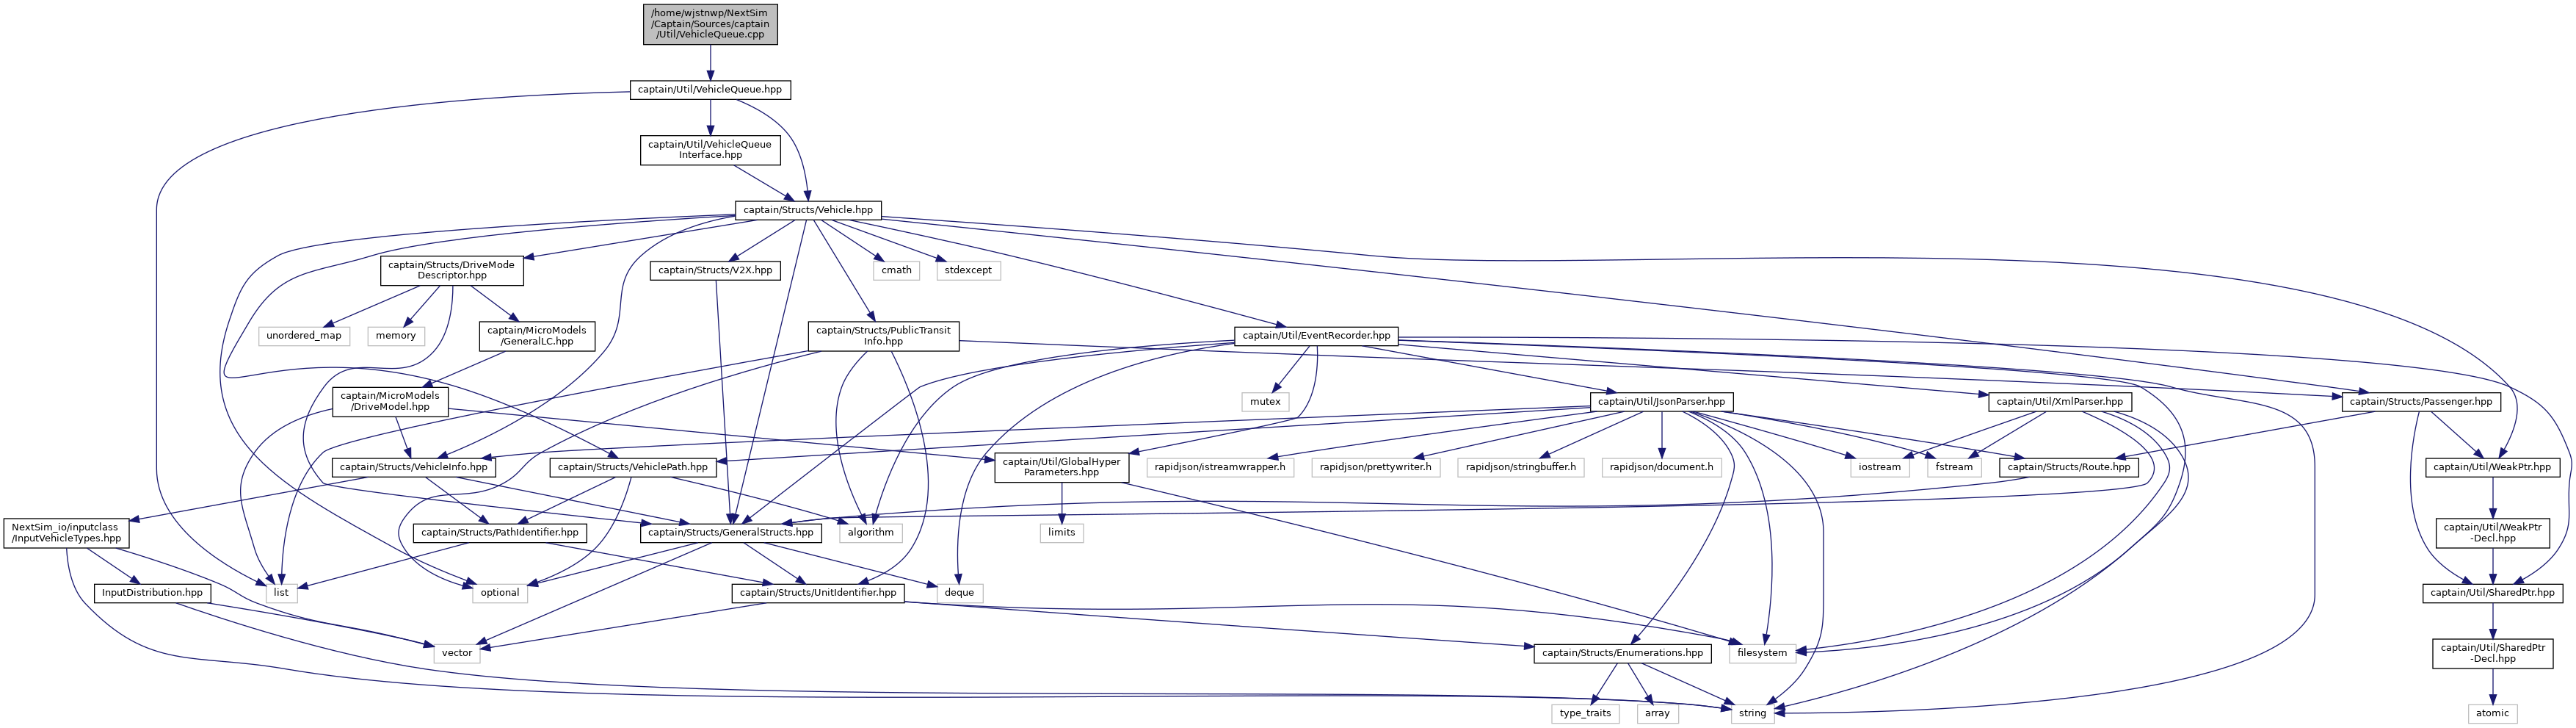 /home/wjstnwp/NextSim
/Captain/Sources/captain
/Util/VehicleQueue.cpp
captain/Util/VehicleQueue.hpp
captain/Util/VehicleQueue
Interface.hpp
captain/Structs/Vehicle.hpp
captain/Structs/DriveMode
Descriptor.hpp
captain/Structs/V2X.hpp
cmath
stdexcept
unordered_map
memory
captain/MicroModels
/GeneralLC.hpp
captain/Structs/PublicTransit
Info.hpp
captain/Util/EventRecorder.hpp
captain/MicroModels
/DriveModel.hpp
mutex
captain/Util/JsonParser.hpp
captain/Util/XmlParser.hpp
captain/Structs/Passenger.hpp
captain/Structs/VehicleInfo.hpp
captain/Structs/VehiclePath.hpp
captain/Util/GlobalHyper
Parameters.hpp
rapidjson/istreamwrapper.h
rapidjson/prettywriter.h
rapidjson/stringbuffer.h
rapidjson/document.h
iostream
fstream
captain/Structs/Route.hpp
captain/Util/WeakPtr.hpp
NextSim_io/inputclass
/InputVehicleTypes.hpp
captain/Structs/PathIdentifier.hpp
captain/Structs/GeneralStructs.hpp
algorithm
limits
captain/Util/WeakPtr
-Decl.hpp
InputDistribution.hpp
list
optional
captain/Structs/UnitIdentifier.hpp
deque
captain/Util/SharedPtr.hpp
vector
captain/Structs/Enumerations.hpp
filesystem
captain/Util/SharedPtr
-Decl.hpp
type_traits
array
string
atomic